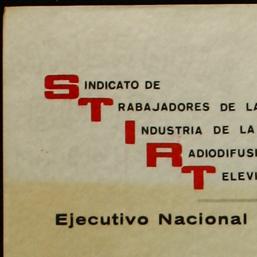 SINDICATO DE
TRABAJADORES DE LA
INDUSTRIA DE LA
RADIODIFUSI
TELEVI
Ejecutivo Nacional